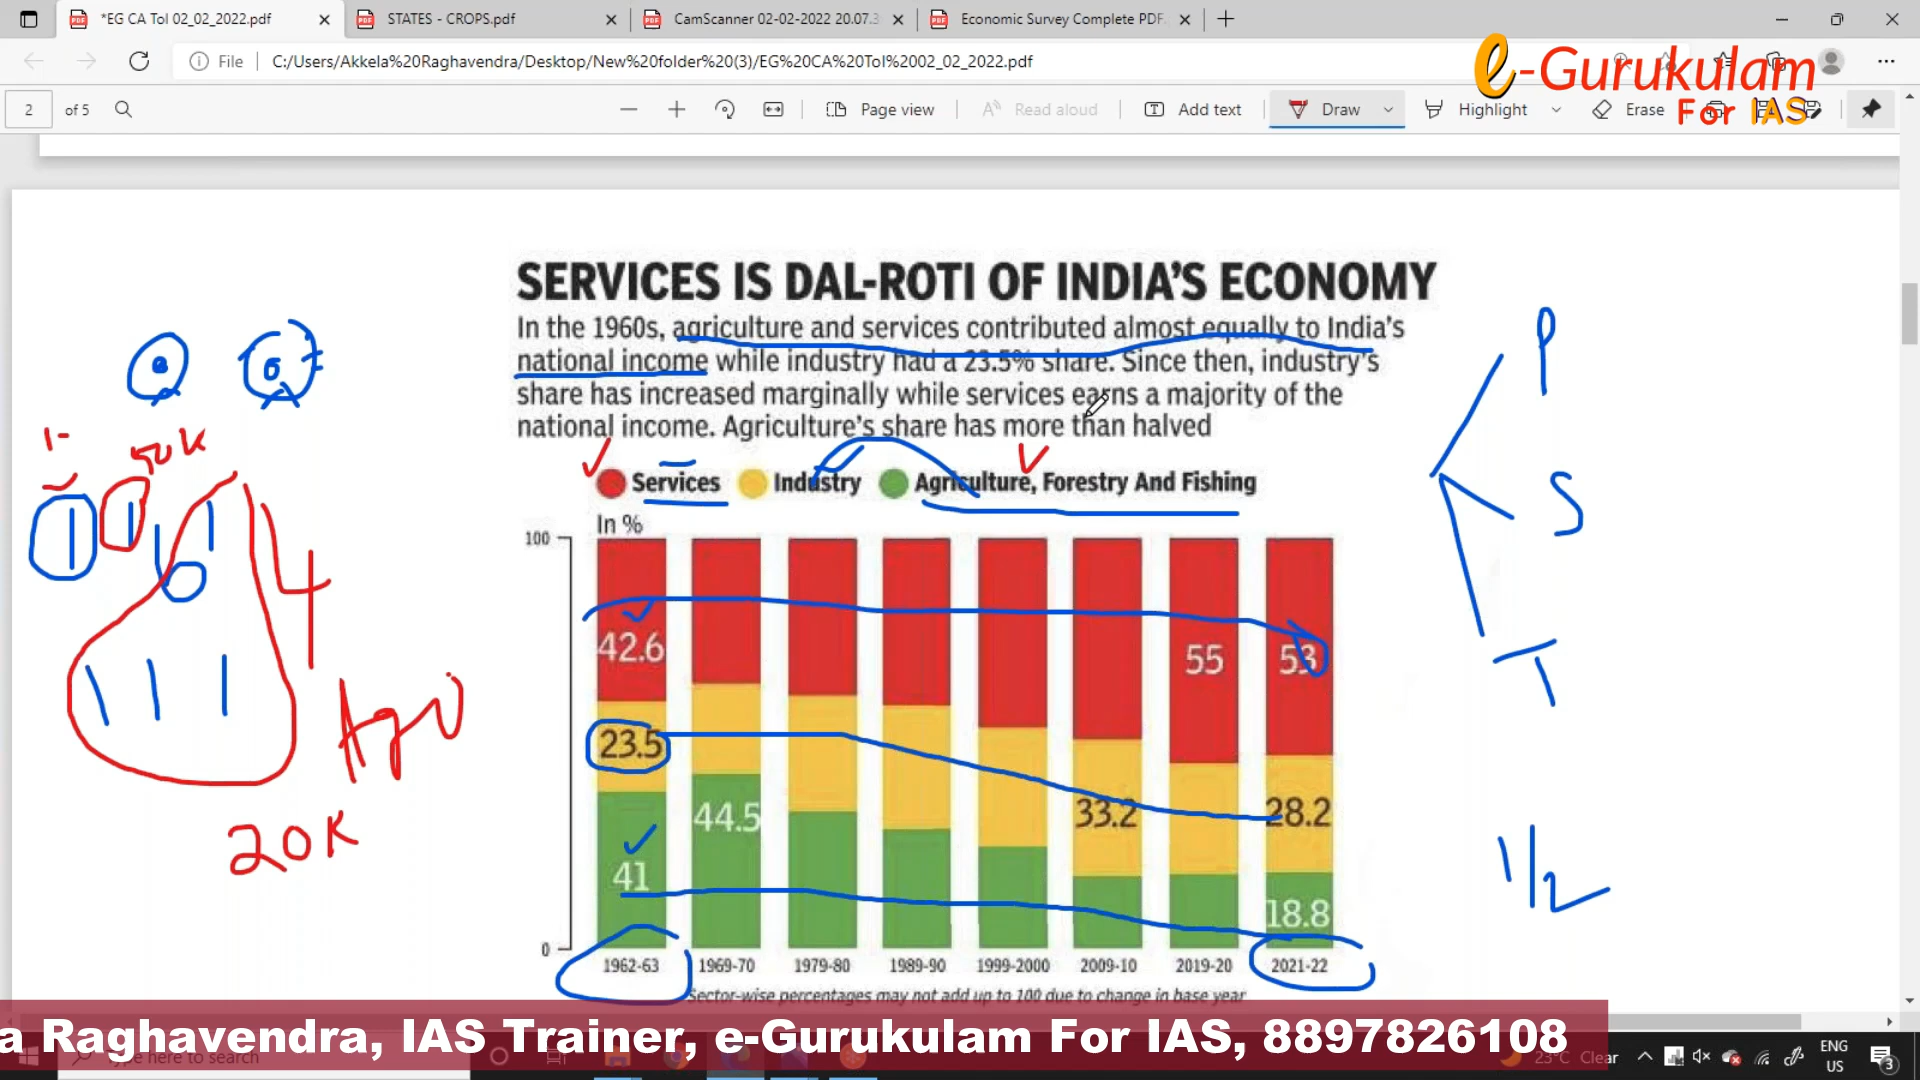 *EG CA ToI 02_02_2022.pdf
STATES - CROPS.pdf
CamScanner 02-02-2022 20.07.3
Economic Survey Complete PDF
File
C:/Users/Akkela%20Raghavendra/Desktop/New%20folder%20(3)/EG%20CA%20ToI%2002_02_2022.pdf
e-Gurukulam
For IAS
2 of 5
Page view
Read aloud
Add text
Draw
Highlight
Erase
SERVICES IS DAL-ROTI OF INDIA'S ECONOMY
In the 1960s, agriculture and services contributed almost equally to India's
national income while industry had a 23.5% share. Since then, industry's
share has increased marginally while services earns a majority of the
national income. Agriculture's share has more than halved
Services Industry Agriculture, Forestry And Fishing
In %
100
42.6 55 53
23.5 33.2 28.2
44.5
41 18.8
0
1962-63 1969-70 1979-80 1989-90 1999-2000 2009-10 2019-20 2021-22
Sector-wise percentages may not add up to 100 due to change in base year
P
S
T
1/2
50K
4
20K
a Raghavendra, IAS Trainer, e-Gurukulam For IAS, 8897826108
here to search
23°C Clear
ENG
US
3